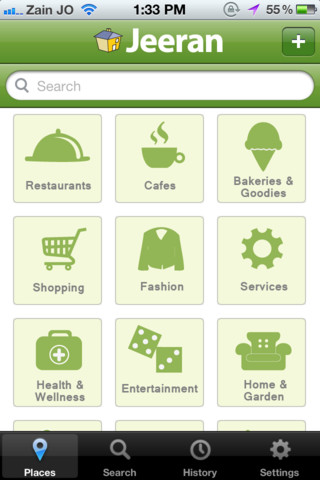 Zain JO 1:33 PM 55%
Jeeran
Search
Restaurants
Cafes
Bakeries &
Goodies
Shopping
Fashion
Services
Health &
Wellness
Entertainment
Home &
Garden
Places
Search
History
Settings